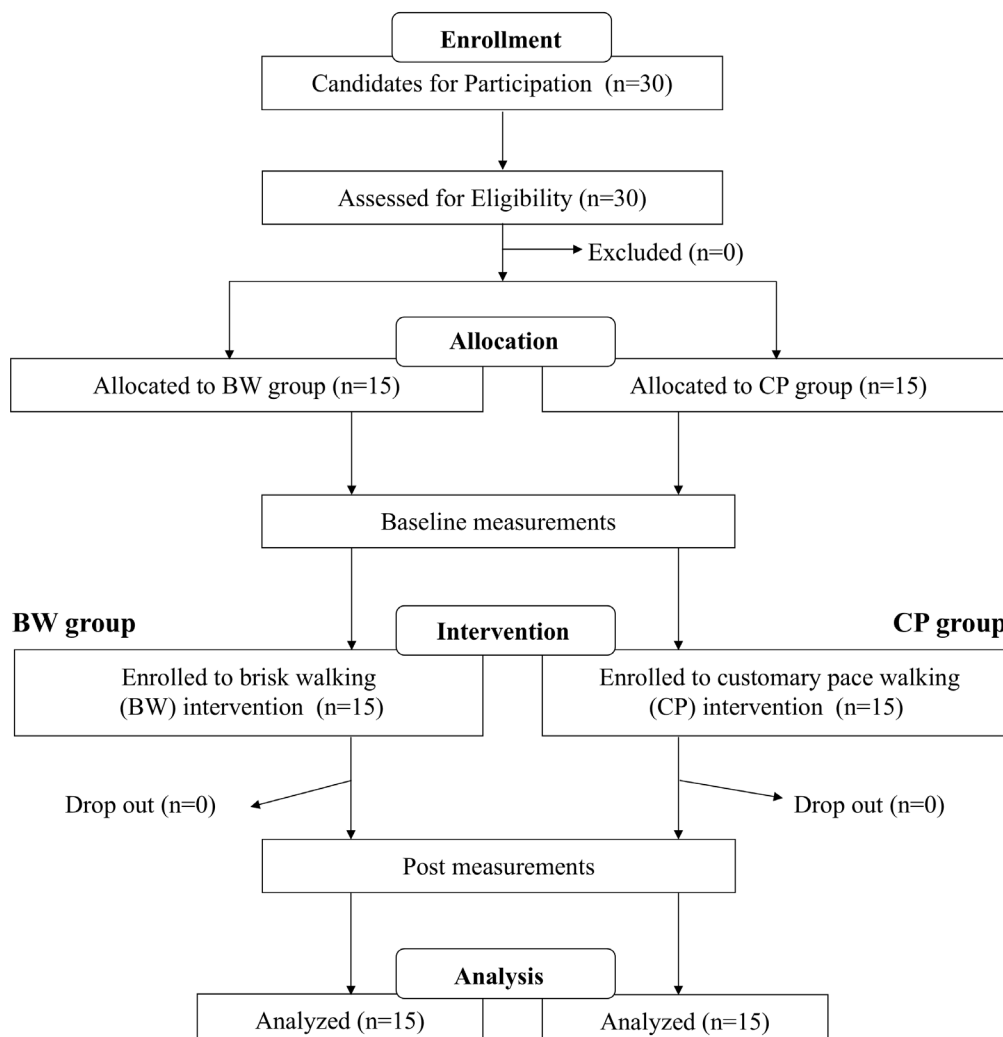 Enrollment
Candidates for Participation (n=30)
Assessed for Eligibility (n=30)
Excluded (n=0)
Allocation
Allocated to BW group (n=15)
Allocated to CP group (n=15)
Baseline measurements
BW group
Intervention
CP group
Enrolled to brisk walking
(BW) intervention (n=15)
Enrolled to customary pace walking
(CP) intervention (n=15)
Drop out (n=0)
Drop out (n=0)
Post measurements
Analysis
Analyzed (n=15)
Analyzed (n=15)